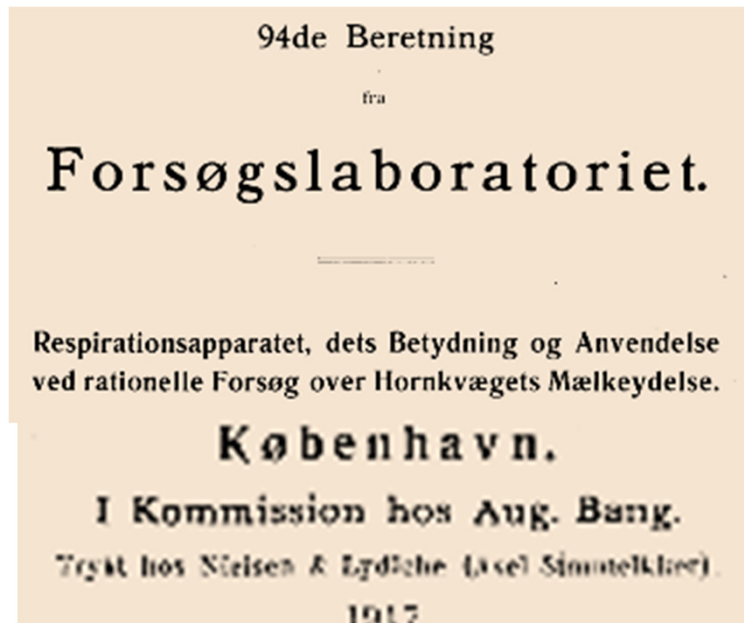 94de Beretning
fra
Forsøgslaboratoriet.
Respirationsapparatet, dets Betydning og Anvendelse
ved rationelle Forsøg over Hornkvægets Mælkeydelse.
København.
I Kommission hos Aug. Bang.
Trykt hos Nielsen & Lydiche (Axel Simmelkiær).
1917